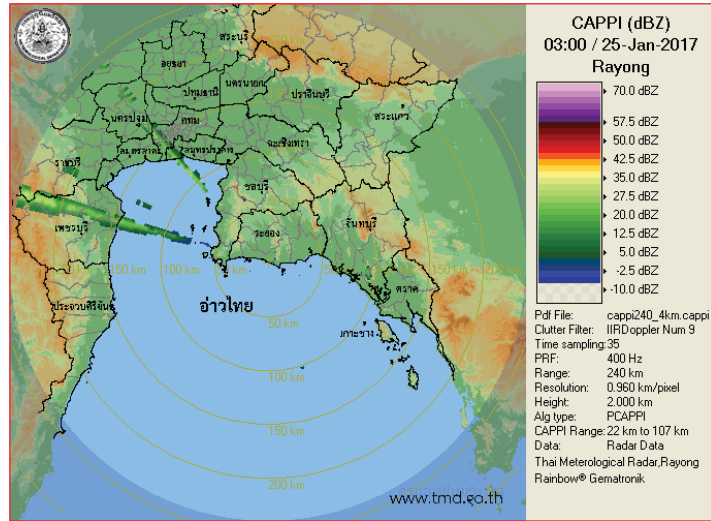 CAPPI (dBZ)
03:00 / 25-Jan-2017
Rayong
70.0 dBZ
57.5 dBZ
50.0 dBZ
42.5 dBZ
35.0 dBZ
27.5 dBZ
20.0 dBZ
12.5 dBZ
5.0 dBZ
-2.5 dBZ
-10.0 dBZ
Pdf File: cappi240_4km.cappi
Clutter Filter: IIRDoppler Num 9
Time sampling:35
PRF: 400 Hz
Range: 240 km
Resolution: 0.960 km/pixel
Height: 2.000 km
Alg type: PCAPPI
CAPPI Range: 22 km to 107 km
Data: Radar Data
Thai Meterological Radar,Rayong
Rainbow® Gematronik
สระบุรี
อยุธยา
นครนายก
ปทุมธานี
ปราจีนบุรี
นครปฐม
กทม
สระแก้ว
ฉะเชิงเทรา
สมุทรสาคร
สมุทรปราการ
ราชบุรี
ชลบุรี
เพชรบุรี
ระยอง
จันทบุรี
150 km
100 km
200 km
ตราด
ประจวบคีรีขันธ์
อ่าวไทย
50 km
เกาะช้าง
100 km
150 km
200 km
www.tmd.go.th